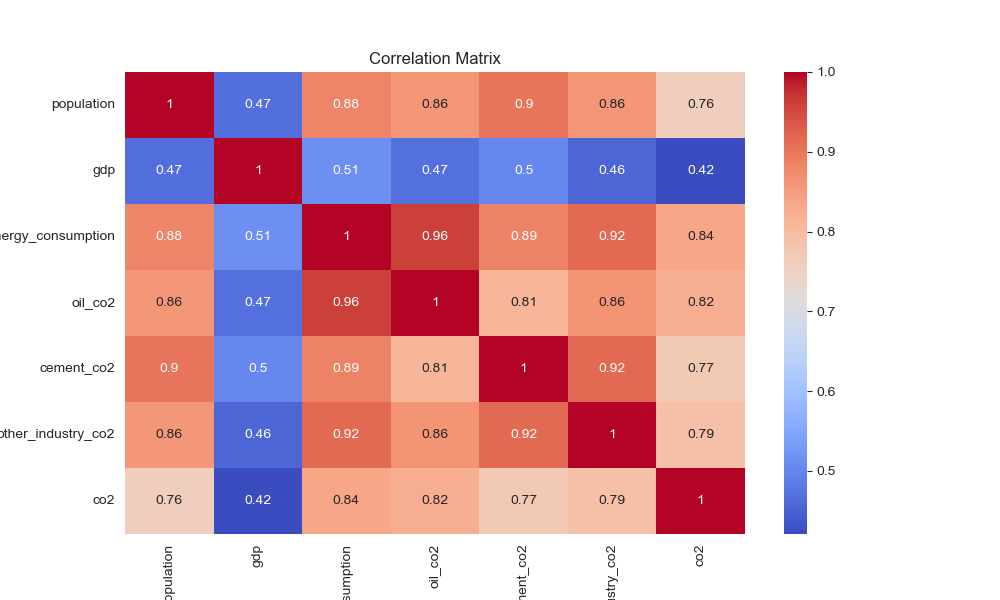 Correlation Matrix
population 1 0.47 0.88 0.86 0.9 0.86 0.76
gdp 0.47 1 0.51 0.47 0.5 0.46 0.42
nergy_consumption 0.88 0.51 1 0.96 0.89 0.92 0.84
oil_co2 0.86 0.47 0.96 1 0.81 0.86 0.82
cement_co2 0.9 0.5 0.89 0.81 1 0.92 0.77
other_industry_co2 0.86 0.46 0.92 0.86 0.92 1 0.79
co2 0.76 0.42 0.84 0.82 0.77 0.79 1
opulation gdp sumption oil_co2 ment_co2 ustry_co2 co2
1.0
0.9
0.8
0.7
0.6
0.5